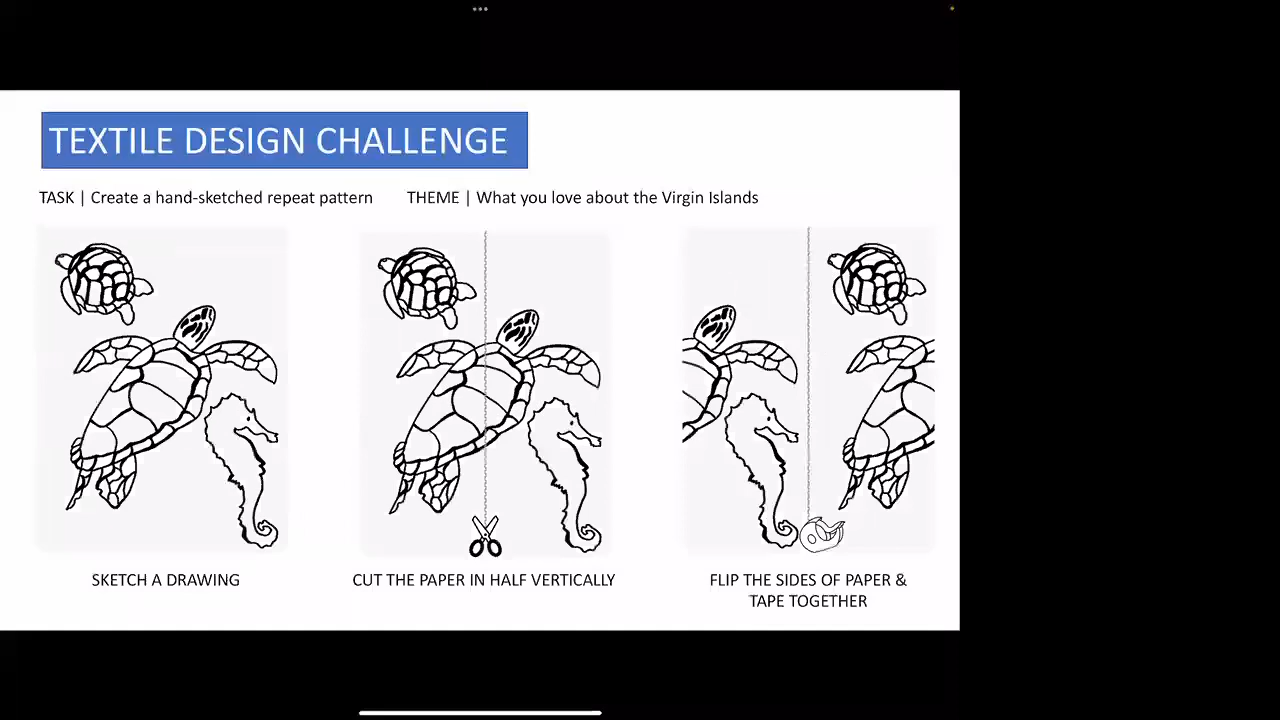 TEXTILE DESIGN CHALLENGE
TASK | Create a hand-sketched repeat pattern
THEME | What you love about the Virgin Islands
SKETCH A DRAWING
CUT THE PAPER IN HALF VERTICALLY
FLIP THE SIDES OF PAPER &
TAPE TOGETHER